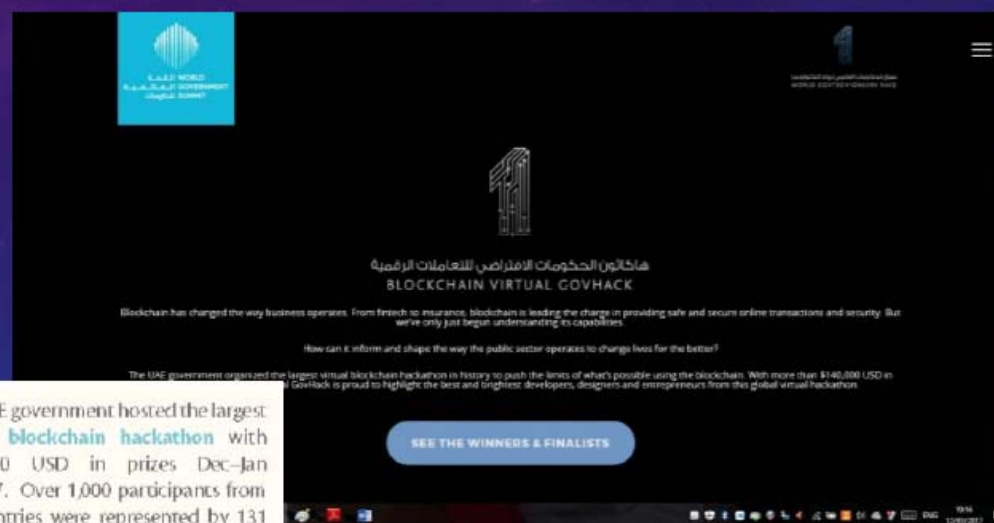 القمة WORLD
العالمية GOVERNMENT
للحكومات SUMMIT
هاكاثون الحكومات الافتراضي للتعاملات الرقمية
BLOCKCHAIN VIRTUAL GOVHACK
Blockchain has changed the way business operates. From fintech to insurance, blockchain is leading the charge in providing safe and secure online transactions and security. But
we've only just begun understanding its capabilities.
How can it inform and shape the way the public sector operates to change lives for the better?
The UAE government organized the largest virtual blockchain hackathon in history to push the limits of what's possible using the blockchain. With more than $140,000 USD in
GovHack is proud to highlight the best and brightest developers, designers and entrepreneurs from this global virtual hackathon
SEE THE WINNERS & FINALISTS
E government hosted the largest
blockchain hackathon with
0 USD in prizes Dec–Jan
7. Over 1,000 participants from
ntries were represented by 131
ENG